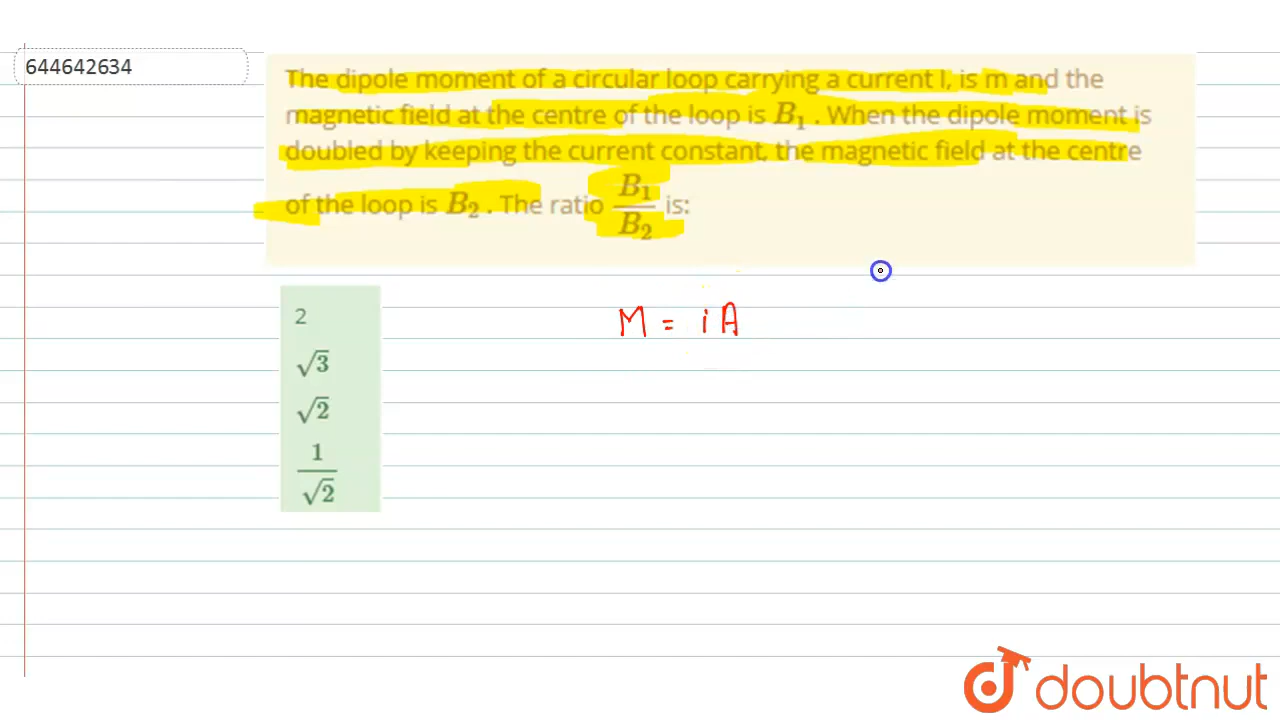 644642634
The dipole moment of a circular loop carrying a current I, is m and the
magnetic field at the centre of the loop is B₁ . When the dipole moment is
doubled by keeping the current constant, the magnetic field at the centre
of the loop is B₂ . The ratio B₁/B₂ is:
2
√3
√2
1/√2
M = i A
doubtnut